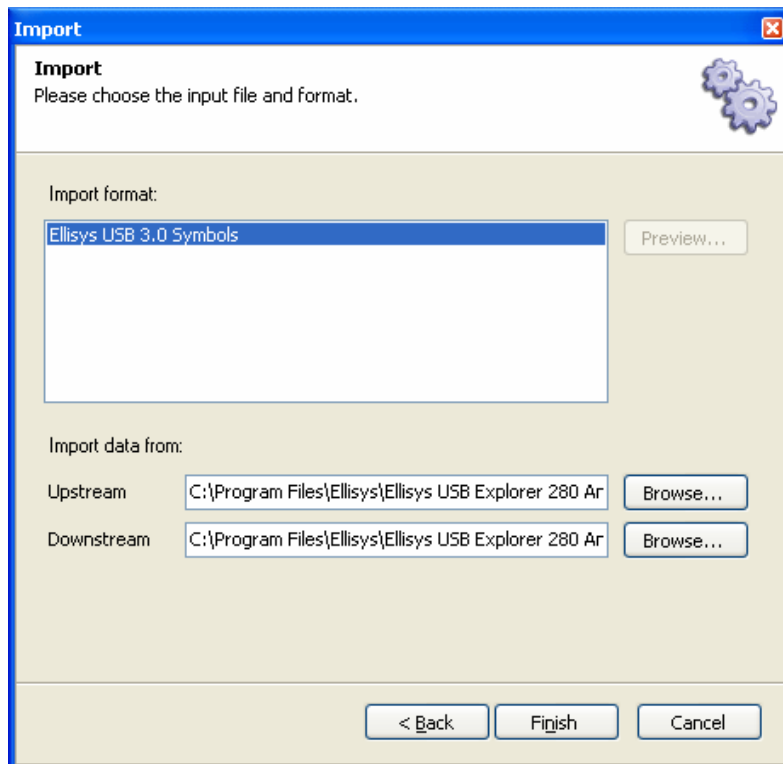 Import
Import
Please choose the input file and format.
Import format:
Ellisys USB 3.0 Symbols
Preview...
Import data from:
Upstream C:\Program Files\Ellisys\Ellisys USB Explorer 280 Ar Browse...
Downstream C:\Program Files\Ellisys\Ellisys USB Explorer 280 Ar Browse...
< Back Finish Cancel